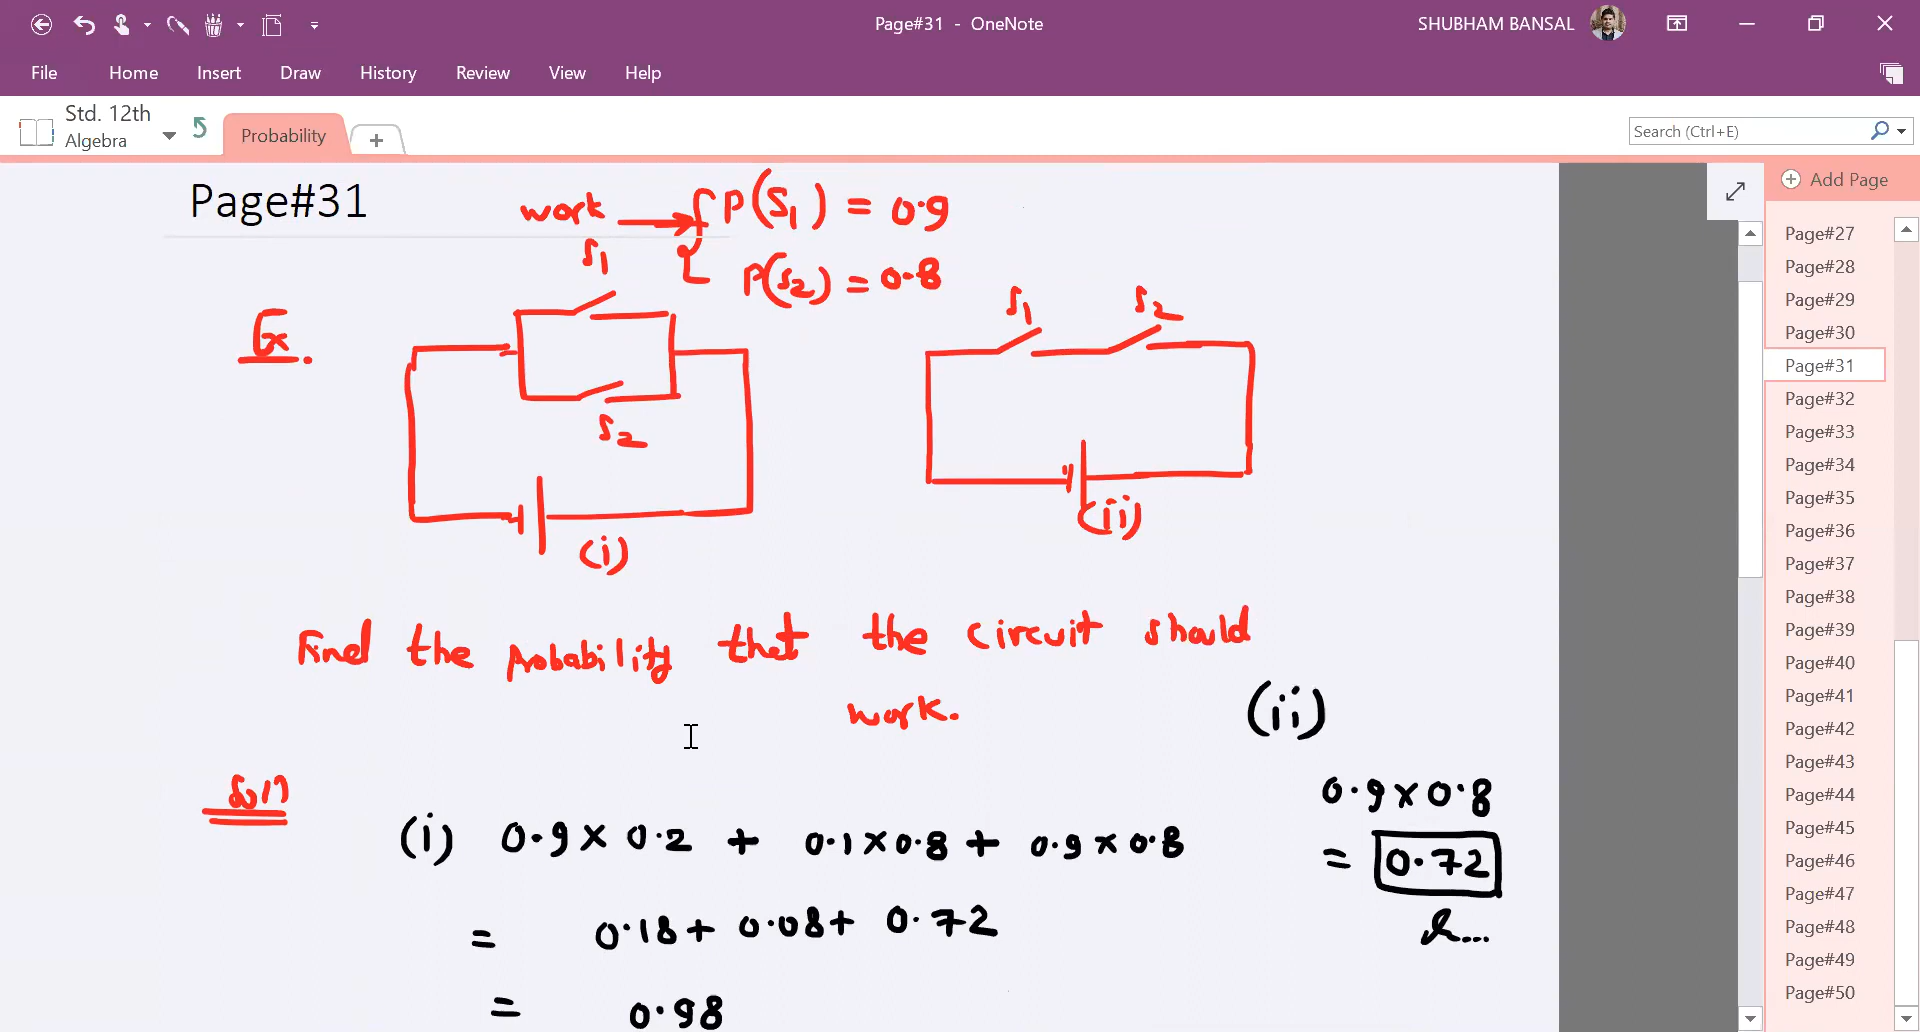 Page#31 - OneNote
SHUBHAM BANSAL
File Home Insert Draw History Review View Help
Std. 12th
Algebra
Probability
+
Search (Ctrl+E)
Add Page
Page#31
work → P(S1) = 0.9
P(S2) = 0.8
S1
S2
(i)
S1
S2
(ii)
Ex.
Find the probability that the circuit should
work.
Soln
(i) 0.9 × 0.2 + 0.1 × 0.8 + 0.9 × 0.8
= 0.18 + 0.08 + 0.72
= 0.98
(ii)
0.9 × 0.8
= 0.72
Page#27
Page#28
Page#29
Page#30
Page#31
Page#32
Page#33
Page#34
Page#35
Page#36
Page#37
Page#38
Page#39
Page#40
Page#41
Page#42
Page#43
Page#44
Page#45
Page#46
Page#47
Page#48
Page#49
Page#50